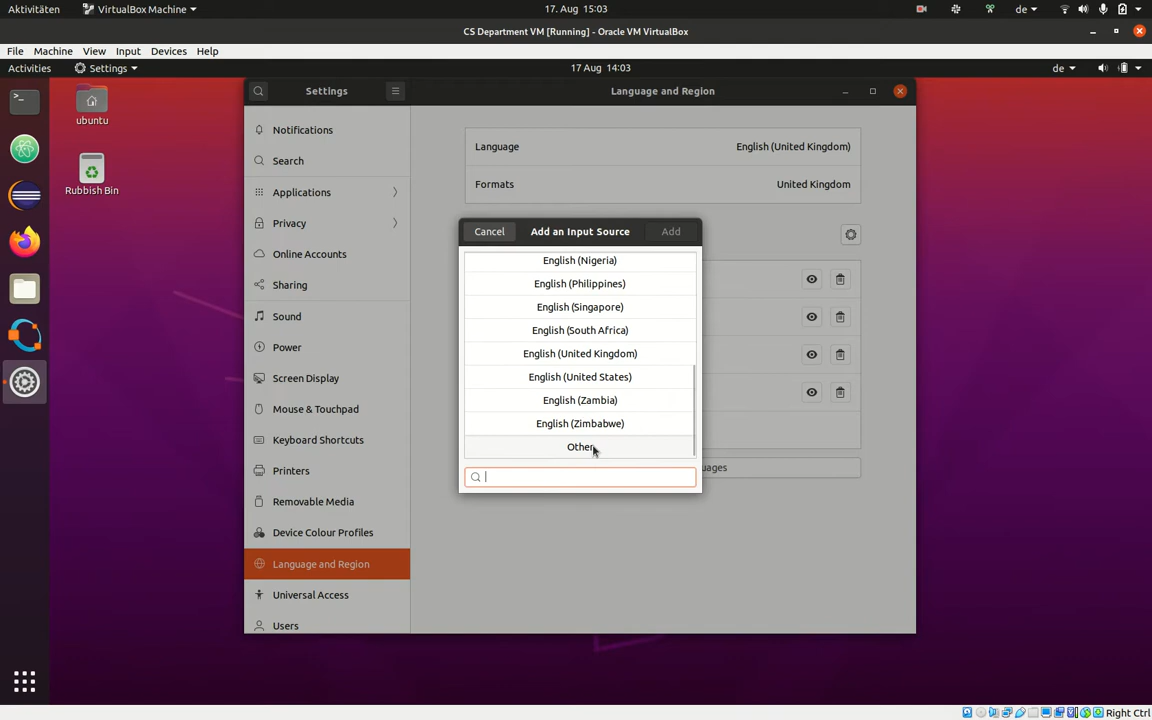 Aktivitäten VirtualBox Machine 17. Aug 15:03 de
CS Department VM [Running] - Oracle VM VirtualBox
File Machine View Input Devices Help
Activities Settings 17 Aug 14:03 de
ubuntu
Rubbish Bin
Settings
Language and Region
Notifications
Search
Applications
Privacy
Online Accounts
Sharing
Sound
Power
Screen Display
Mouse & Touchpad
Keyboard Shortcuts
Printers
Removable Media
Device Colour Profiles
Language and Region
Universal Access
Users
Language English (United Kingdom)
Formats United Kingdom
Cancel Add an Input Source Add
English (Nigeria)
English (Philippines)
English (Singapore)
English (South Africa)
English (United Kingdom)
English (United States)
English (Zambia)
English (Zimbabwe)
Other
uages
Right Ctrl